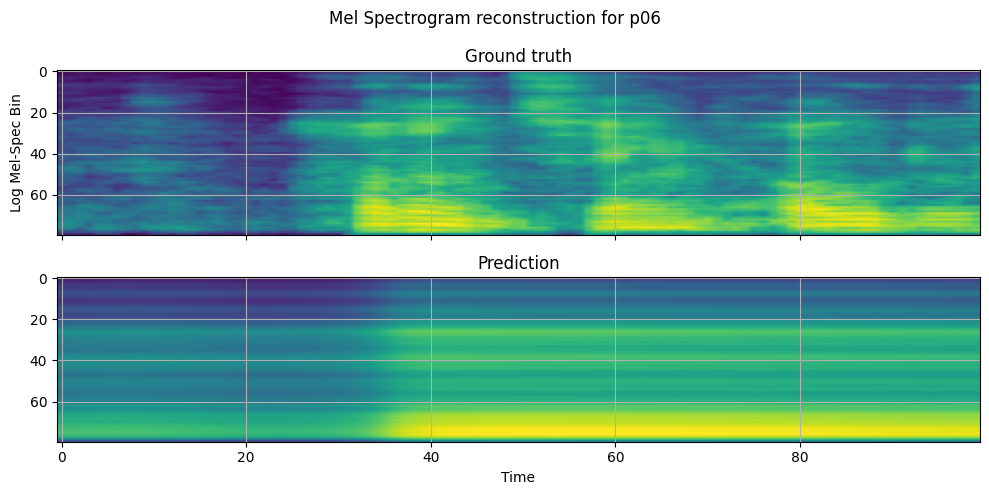 Mel Spectrogram reconstruction for p06
Ground truth
0
20
40
60
Log Mel-Spec Bin
Prediction
0
20
40
60
0 20 40 60 80
Time